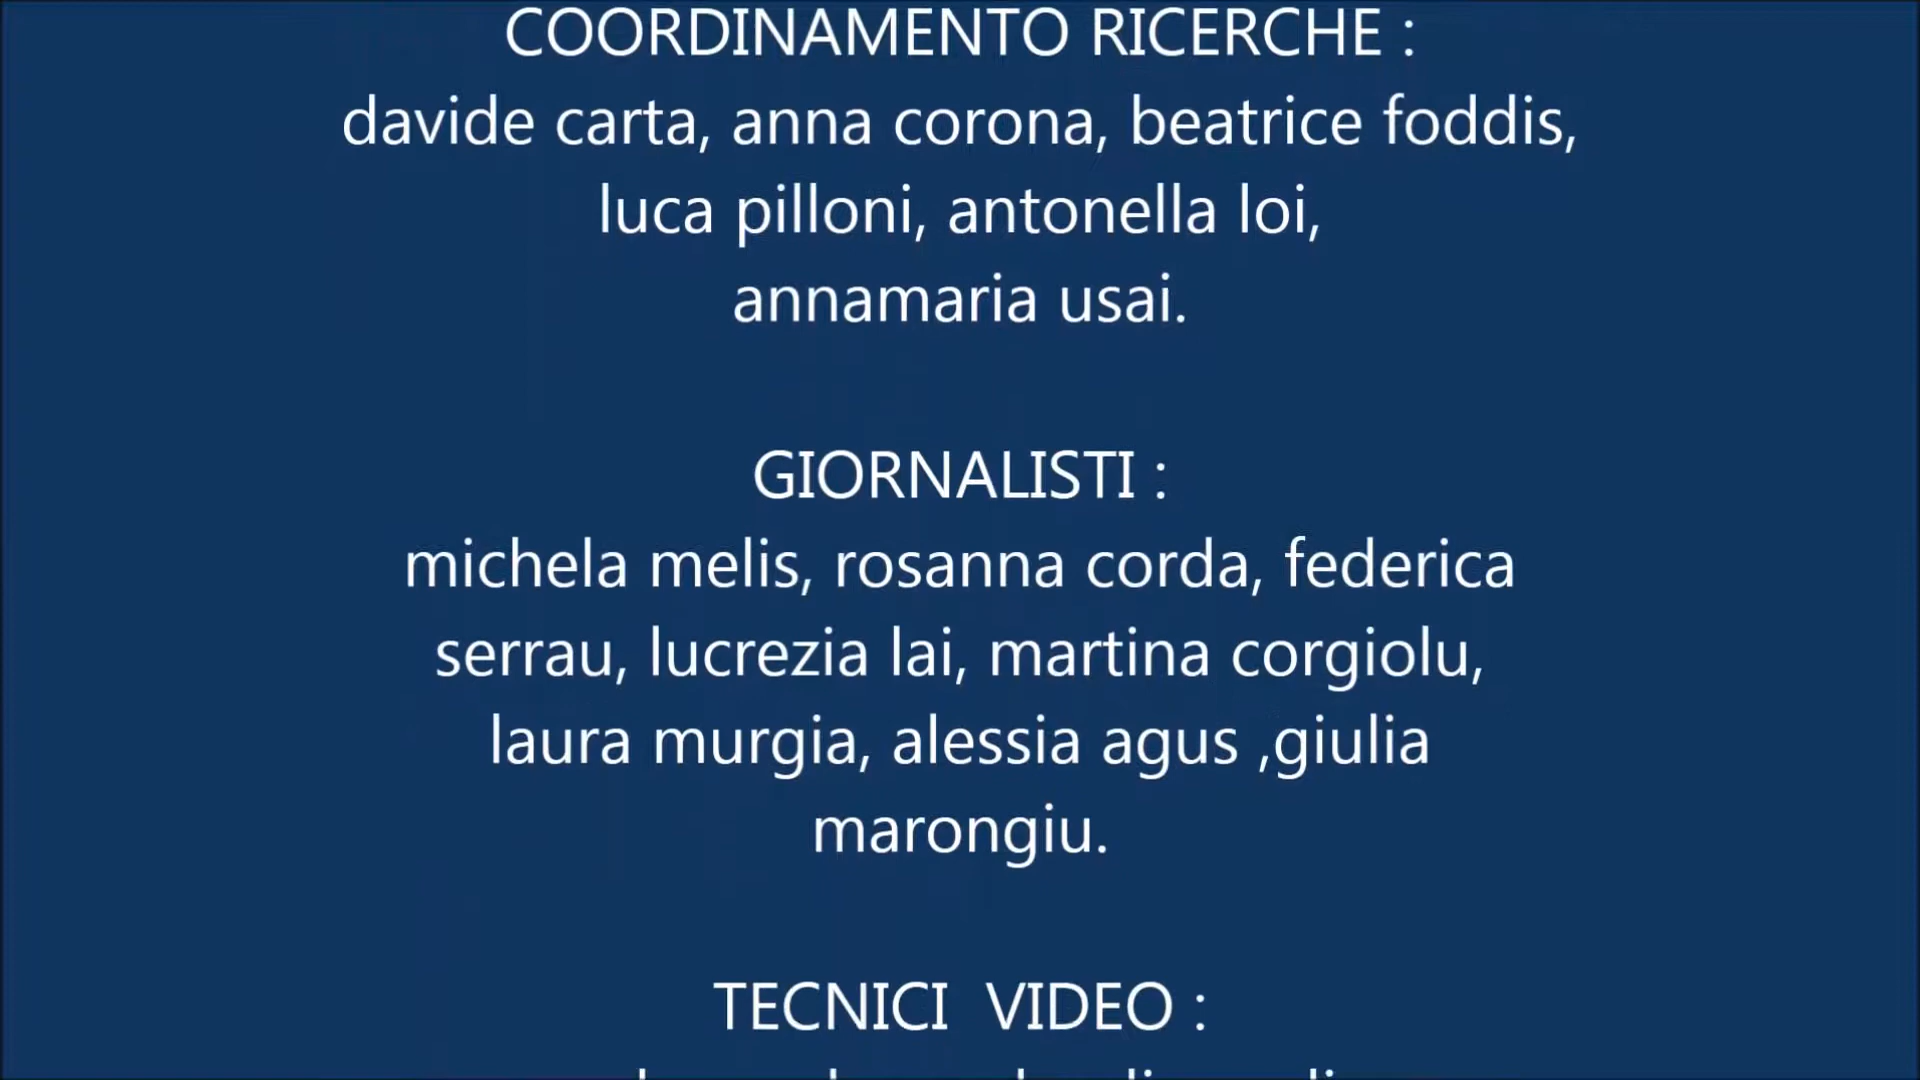 COORDINAMENTO RICERCHE :
davide carta, anna corona, beatrice foddis,
luca pilloni, antonella loi,
annamaria usai.
GIORNALISTI :
michela melis, rosanna corda, federica
serrau, lucrezia lai, martina corgiolu,
laura murgia, alessia agus ,giulia
marongiu.
TECNICI  VIDEO :